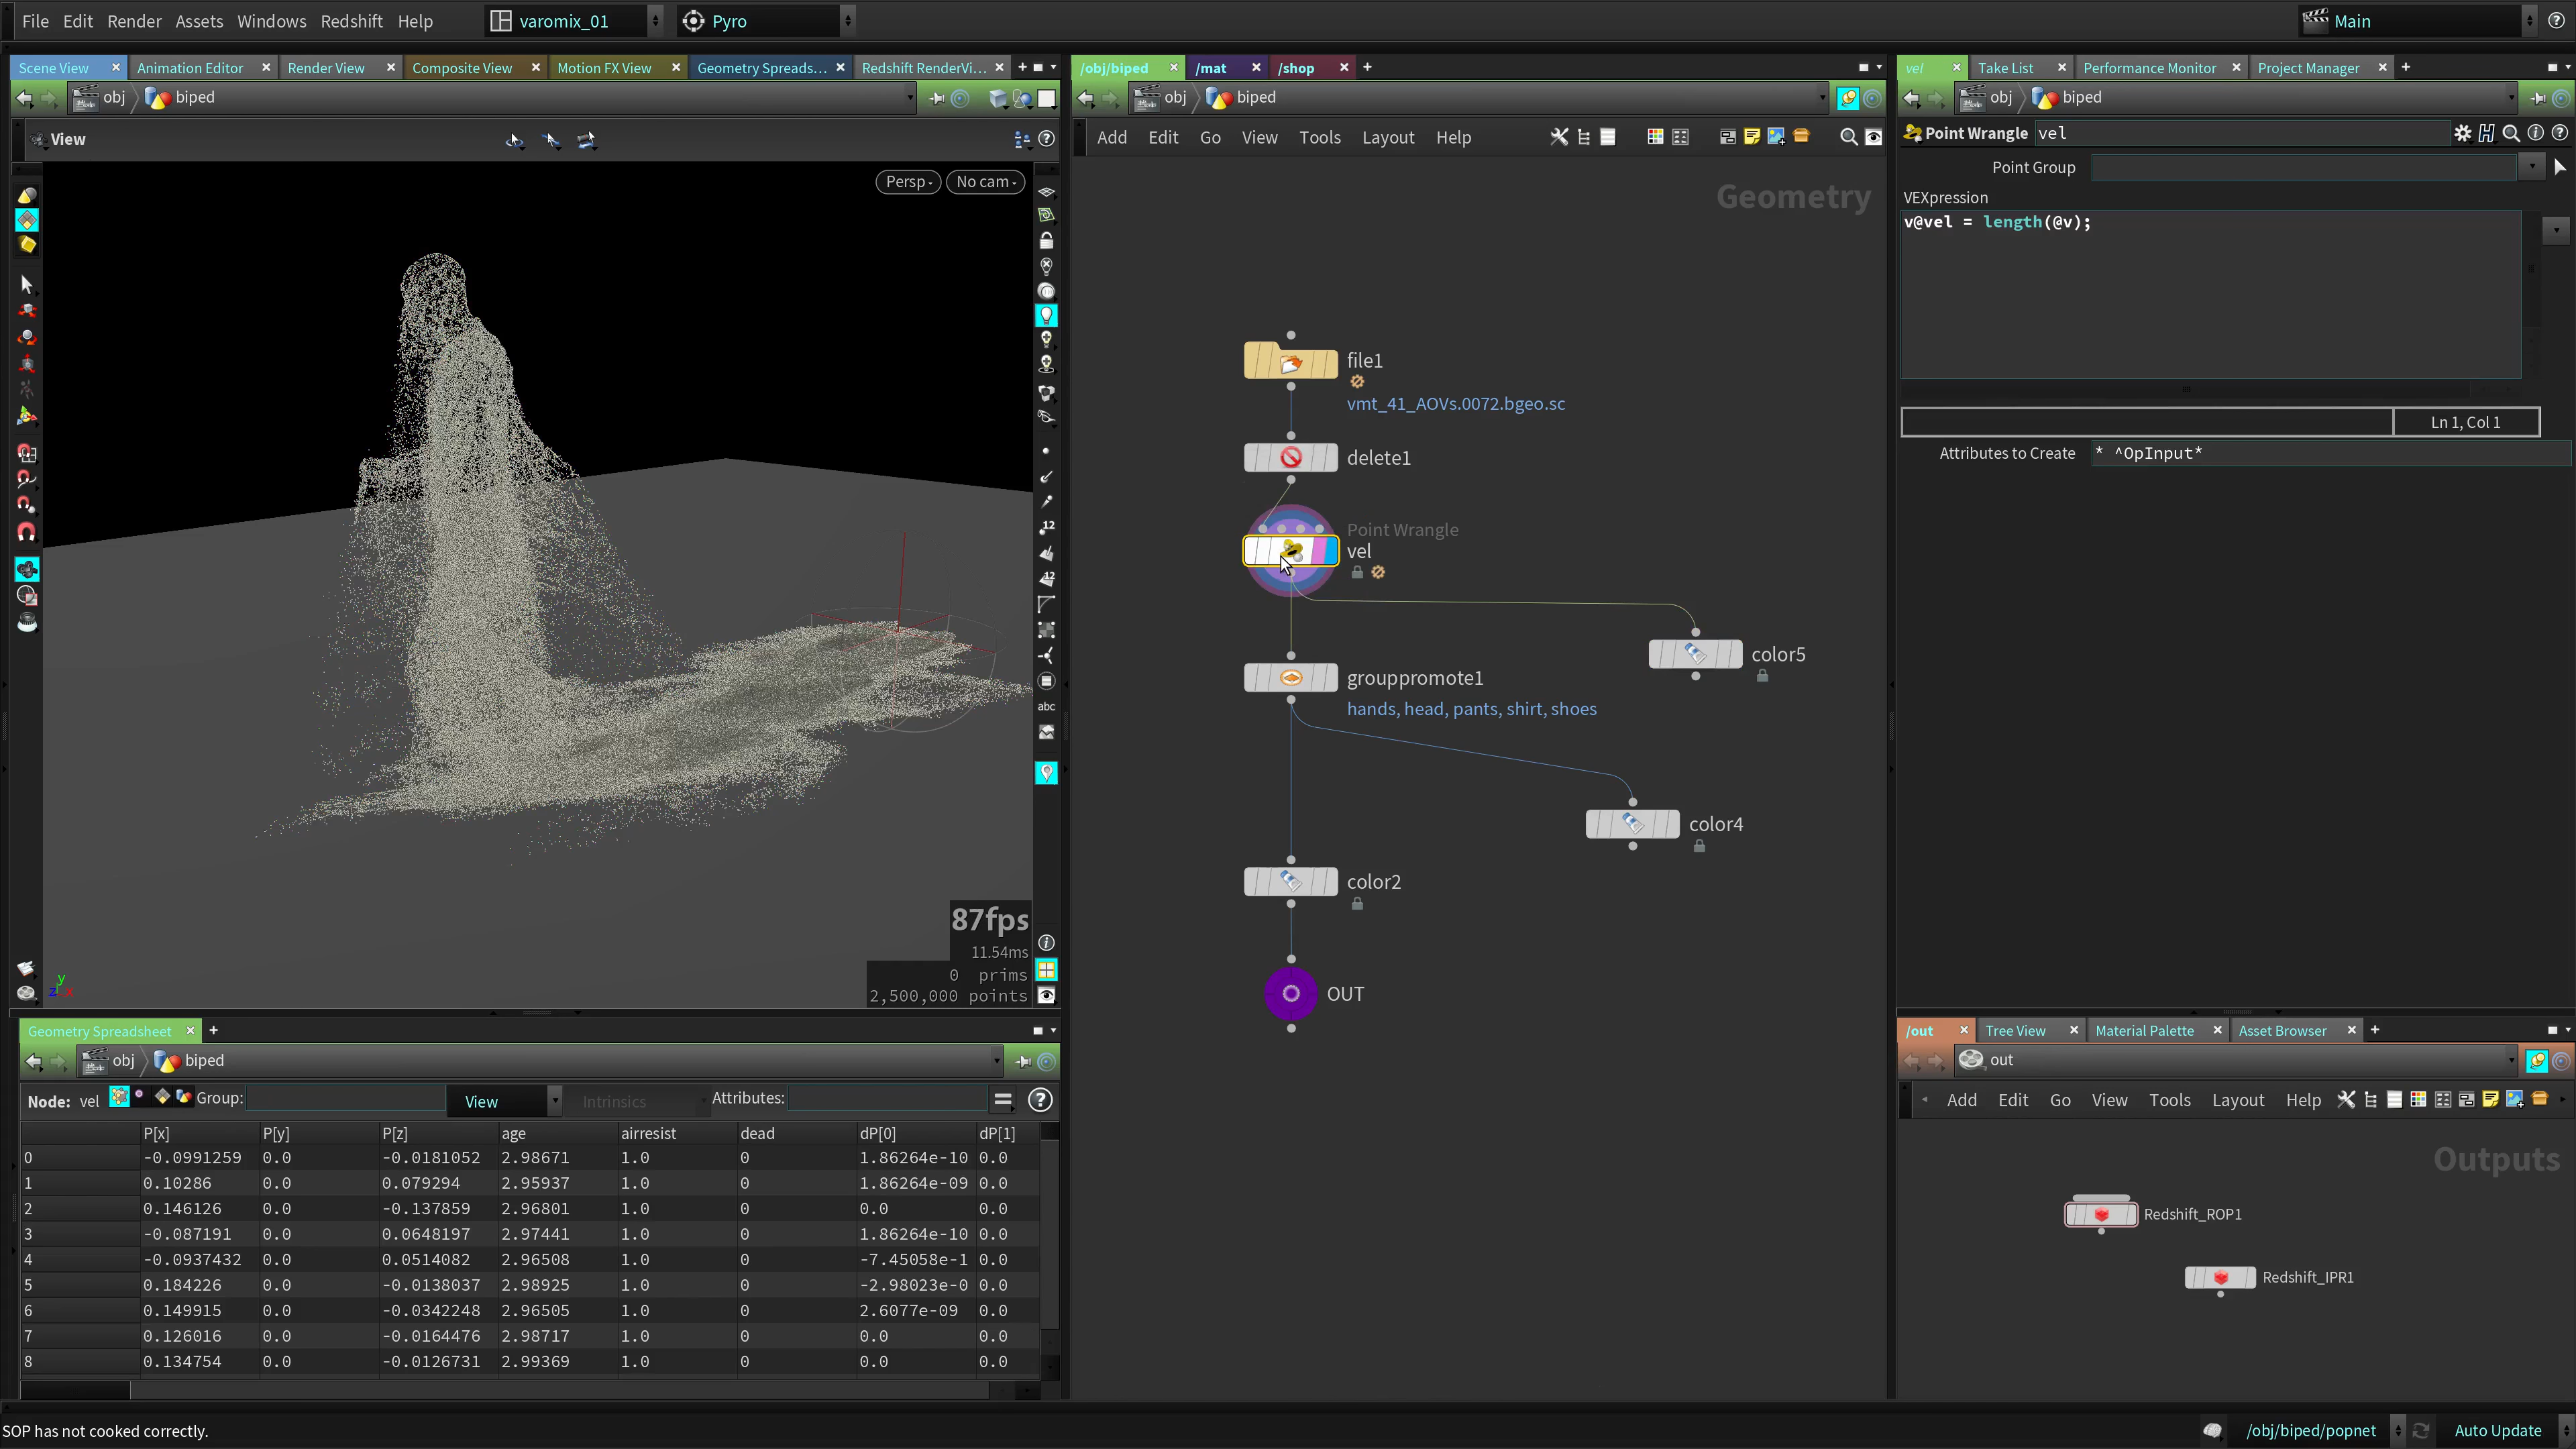 File Edit Render Assets Windows Redshift Help varomix_01 Pyro Main
Scene View Animation Editor Render View Composite View Motion FX View Geometry Spreads... Redshift RenderVi...
obj biped
View
Persp No cam
87fps
11.54ms
0 prims
2,500,000 points
y
z x
12
12
abc
/obj/biped /mat /shop
obj biped
Add Edit Go View Tools Layout Help
Geometry
file1
vmt_41_AOVs.0072.bgeo.sc
delete1
Point Wrangle
vel
color5
grouppromote1
hands, head, pants, shirt, shoes
color4
color2
OUT
vel Take List Performance Monitor Project Manager
obj biped
Point Wrangle vel
Point Group
VEXpression
v@vel = length(@v);
Ln 1, Col 1
Attributes to Create * ^OpInput*
Geometry Spreadsheet
obj biped
Node: vel Group: View Intrinsics Attributes:
P[x] P[y] P[z] age airresist dead dP[0] dP[1]
0 -0.0991259 0.0 -0.0181052 2.98671 1.0 0 1.86264e-10 0.0
1 0.10286 0.0 0.079294 2.95937 1.0 0 1.86264e-09 0.0
2 0.146126 0.0 -0.137859 2.96801 1.0 0 0.0 0.0
3 -0.087191 0.0 0.0648197 2.97441 1.0 0 1.86264e-10 0.0
4 -0.0937432 0.0 0.0514082 2.96508 1.0 0 -7.45058e-1 0.0
5 0.184226 0.0 -0.0138037 2.98925 1.0 0 -2.98023e-0 0.0
6 0.149915 0.0 -0.0342248 2.96505 1.0 0 2.6077e-09 0.0
7 0.126016 0.0 -0.0164476 2.98717 1.0 0 0.0 0.0
8 0.134754 0.0 -0.0126731 2.99369 1.0 0 0.0 0.0
/out Tree View Material Palette Asset Browser
out
Add Edit Go View Tools Layout Help
Outputs
Redshift_ROP1
Redshift_IPR1
SOP has not cooked correctly.
/obj/biped/popnet Auto Update